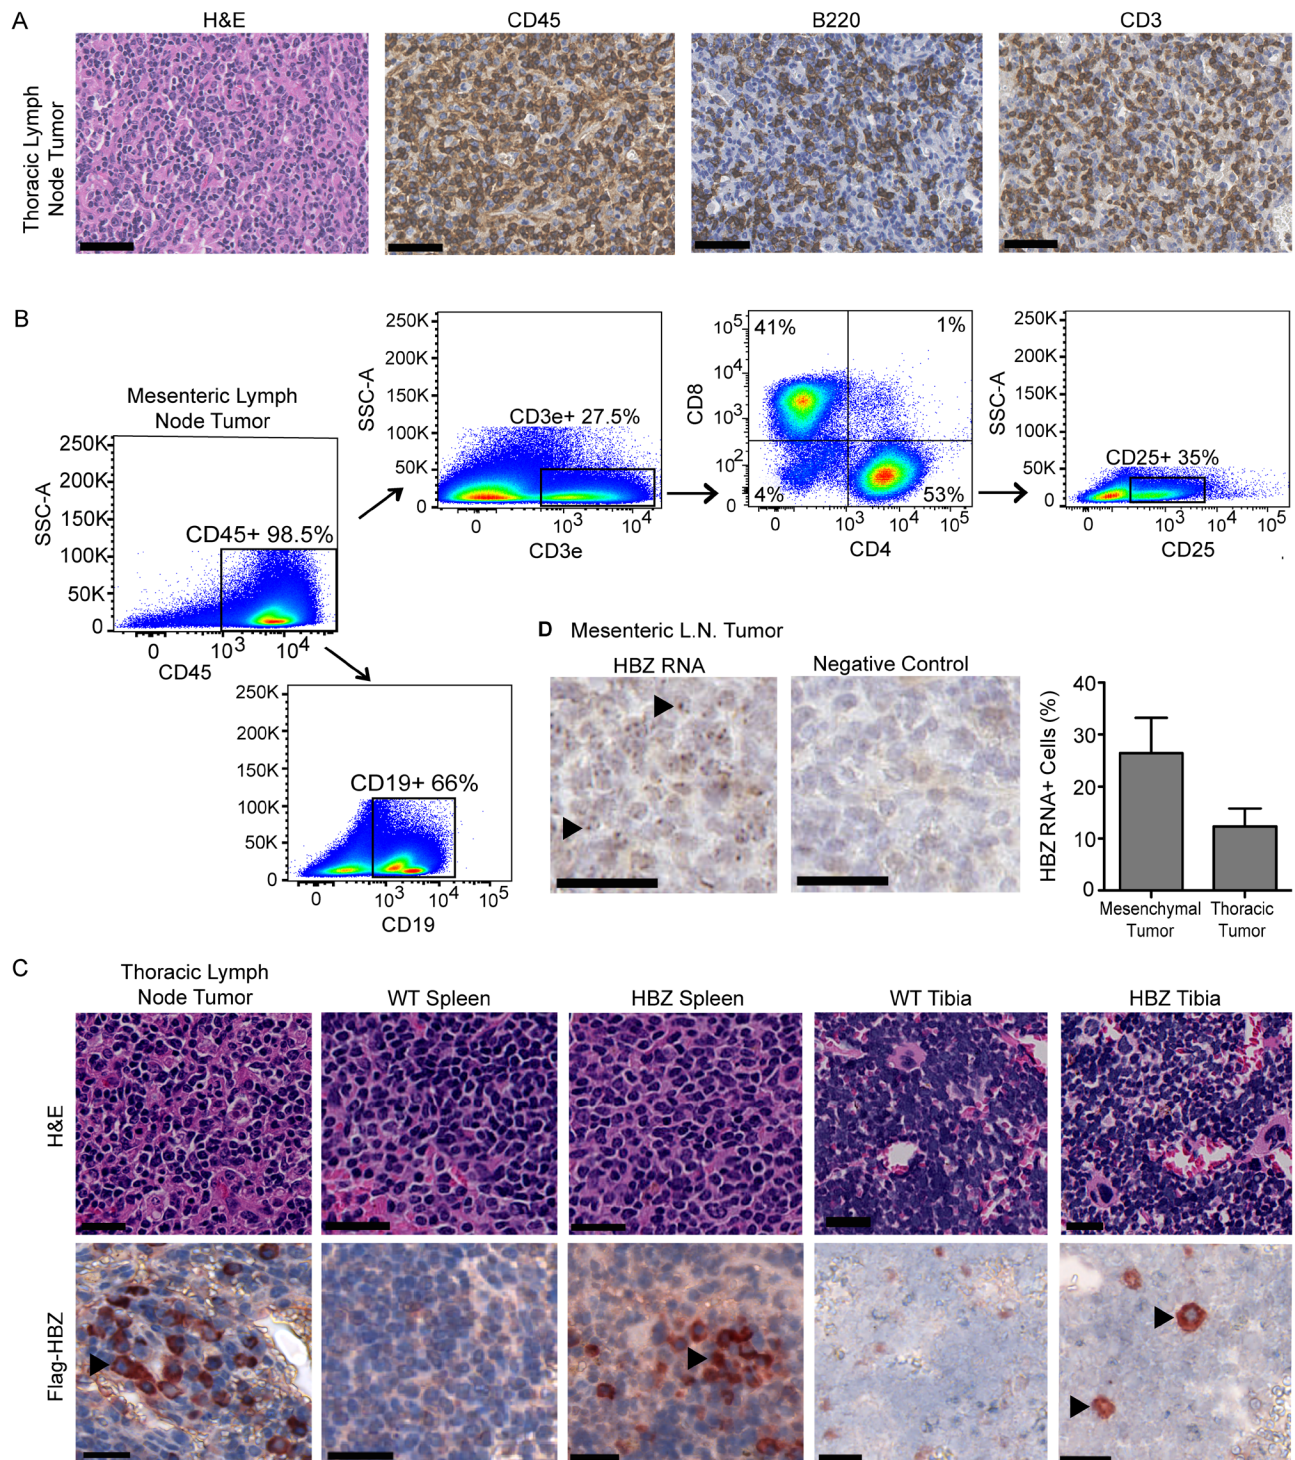 A
H&E
CD45
B220
CD3
Thoracic Lymph
Node Tumor
B
Mesenteric Lymph
Node Tumor
SSC-A
250K
200K
150K
100K
50K
0
CD45+ 98.5%
0 10³ 10⁴
CD45
SSC-A
250K
200K
150K
100K
50K
0
CD3e+ 27.5%
0 10³ 10⁴
CD3e
CD8
10⁵
10⁴
10³
10²
0
41%
1%
4%
53%
0 10³ 10⁴ 10⁵
CD4
SSC-A
250K
200K
150K
100K
50K
0
CD25+ 35%
0 10³ 10⁴ 10⁵
CD25
250K
200K
150K
100K
50K
0
CD19+ 66%
0 10³ 10⁴ 10⁵
CD19
D Mesenteric L.N. Tumor
HBZ RNA
Negative Control
HBZ RNA+ Cells (%)
40
30
20
10
0
Mesenchymal
Tumor
Thoracic
Tumor
C
Thoracic Lymph
Node Tumor
WT Spleen
HBZ Spleen
WT Tibia
HBZ Tibia
H&E
Flag-HBZ